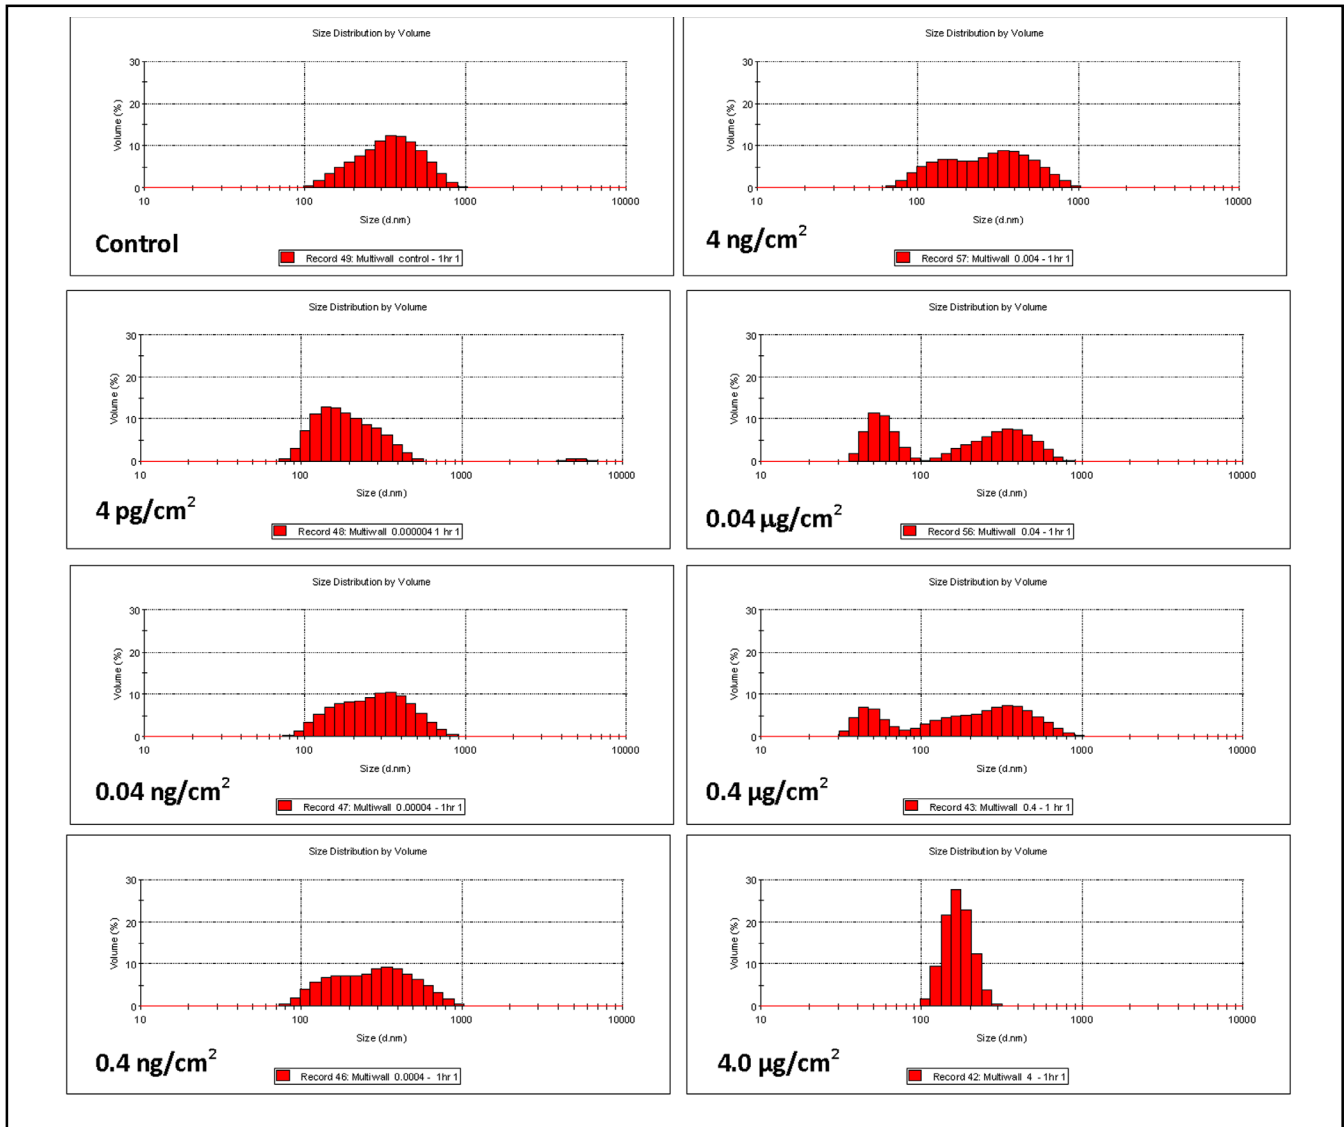 Size Distribution by Volume
30
20
10
0
Volume (%)
10 100 1000 10000
Size (d.nm)
Control
Record 49: Multiwall control - 1hr 1
Size Distribution by Volume
30
20
10
0
Volume (%)
10 100 1000 10000
Size (d.nm)
4 ng/cm²
Record 57: Multiwall 0.004 - 1hr 1
Size Distribution by Volume
30
20
10
0
Volume (%)
10 100 1000 10000
Size (d.nm)
4 pg/cm²
Record 48: Multiwall 0.000004 1 hr 1
Size Distribution by Volume
30
20
10
0
Volume (%)
10 100 1000 10000
Size (d.nm)
0.04 µg/cm²
Record 56: Multiwall 0.04 - 1hr 1
Size Distribution by Volume
30
20
10
0
Volume (%)
10 100 1000 10000
Size (d.nm)
0.04 ng/cm²
Record 47: Multiwall 0.00004 - 1hr 1
Size Distribution by Volume
30
20
10
0
Volume (%)
10 100 1000 10000
Size (d.nm)
0.4 µg/cm²
Record 43: Multiwall 0.4 - 1 hr 1
Size Distribution by Volume
30
20
10
0
Volume (%)
10 100 1000 10000
Size (d.nm)
0.4 ng/cm²
Record 46: Multiwall 0.0004 - 1hr 1
Size Distribution by Volume
30
20
10
0
Volume (%)
10 100 1000 10000
Size (d.nm)
4.0 µg/cm²
Record 42: Multiwall 4 - 1hr 1